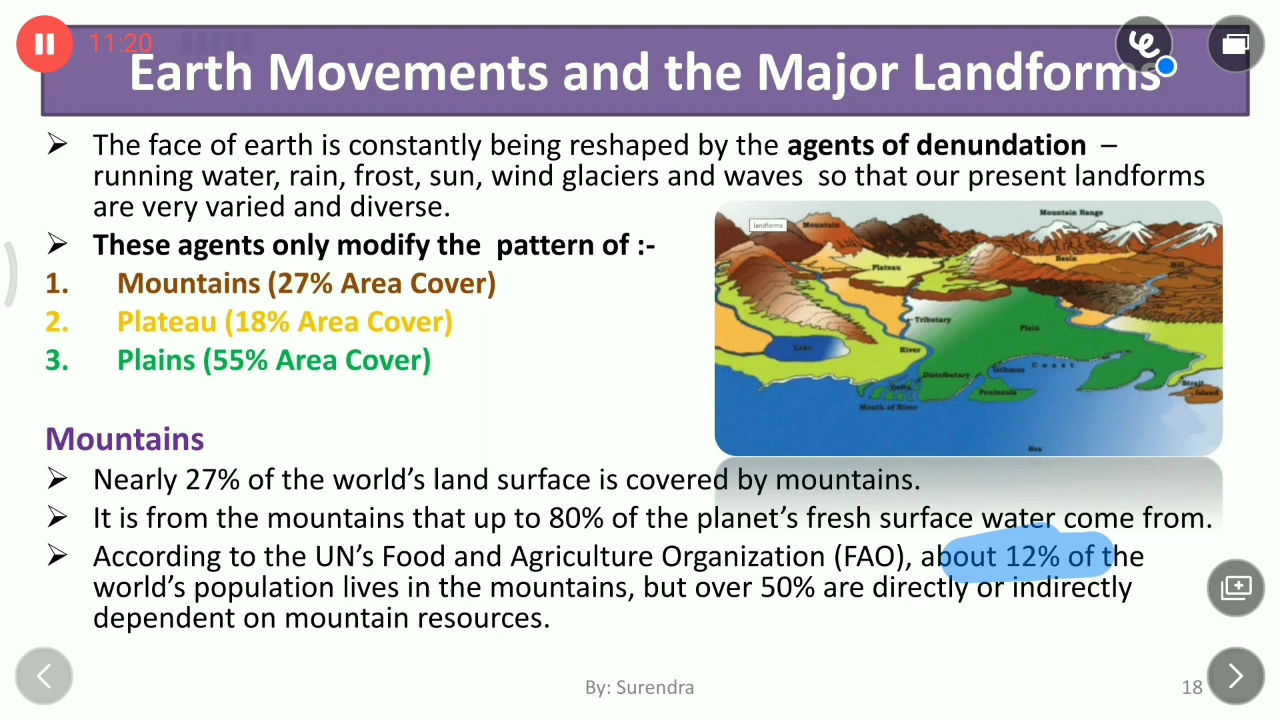 11:20
Earth Movements and the Major Landforms
➢ The face of earth is constantly being reshaped by the agents of denundation –
running water, rain, frost, sun, wind glaciers and waves so that our present landforms
are very varied and diverse.
➢ These agents only modify the pattern of :-
1. Mountains (27% Area Cover)
2. Plateau (18% Area Cover)
3. Plains (55% Area Cover)
landforms
Mountain
Mountain Range
Plateau
Basin
Hill
Tributary
Plain
Lake
River
Isthmus
Coast
Distributary
Delta
Peninsula
Strait
Island
Mouth of River
Sea
Mountains
➢ Nearly 27% of the world’s land surface is covered by mountains.
➢ It is from the mountains that up to 80% of the planet’s fresh surface water come from.
➢ According to the UN’s Food and Agriculture Organization (FAO), about 12% of the
world’s population lives in the mountains, but over 50% are directly or indirectly
dependent on mountain resources.
By: Surendra
18